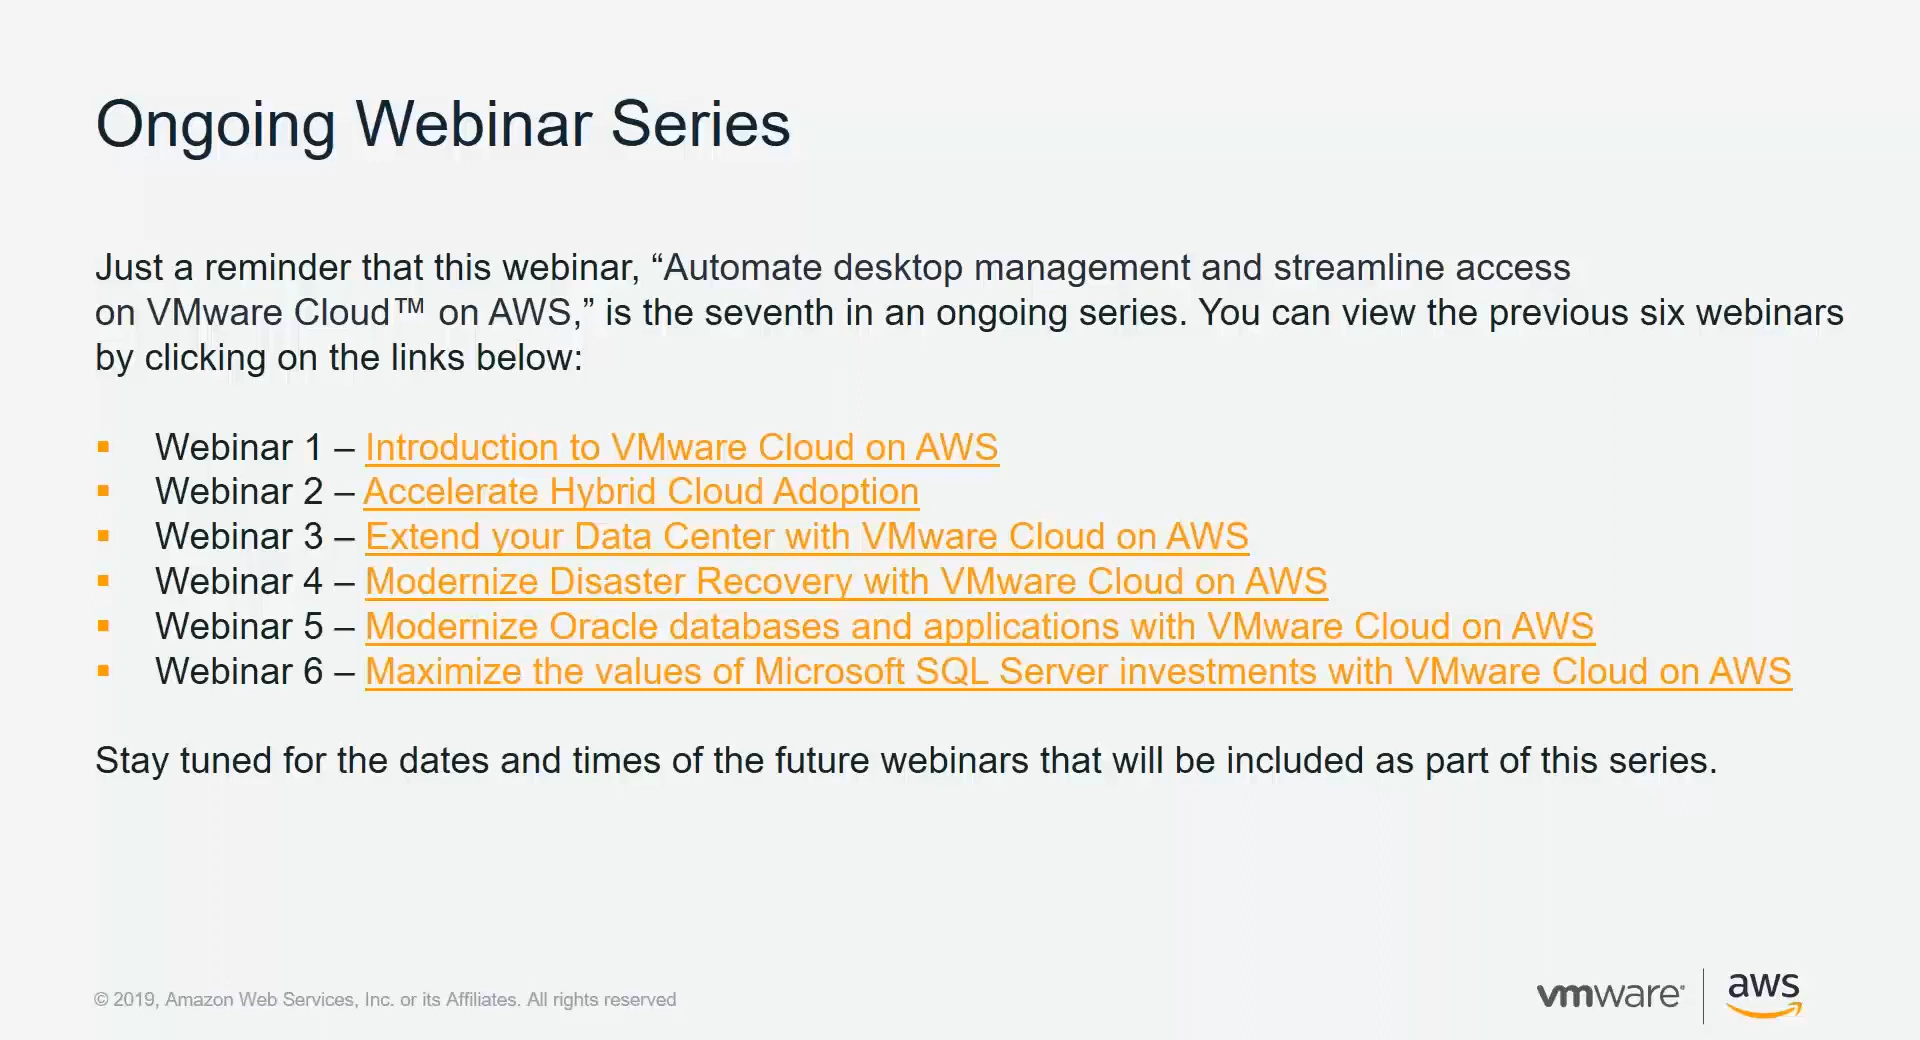 Ongoing Webinar Series
Just a reminder that this webinar, “Automate desktop management and streamline access
on VMware Cloud™ on AWS,” is the seventh in an ongoing series. You can view the previous six webinars
by clicking on the links below:
▪ Webinar 1 – Introduction to VMware Cloud on AWS
▪ Webinar 2 – Accelerate Hybrid Cloud Adoption
▪ Webinar 3 – Extend your Data Center with VMware Cloud on AWS
▪ Webinar 4 – Modernize Disaster Recovery with VMware Cloud on AWS
▪ Webinar 5 – Modernize Oracle databases and applications with VMware Cloud on AWS
▪ Webinar 6 – Maximize the values of Microsoft SQL Server investments with VMware Cloud on AWS
Stay tuned for the dates and times of the future webinars that will be included as part of this series.
© 2019, Amazon Web Services, Inc. or its Affiliates. All rights reserved
vmware® | aws